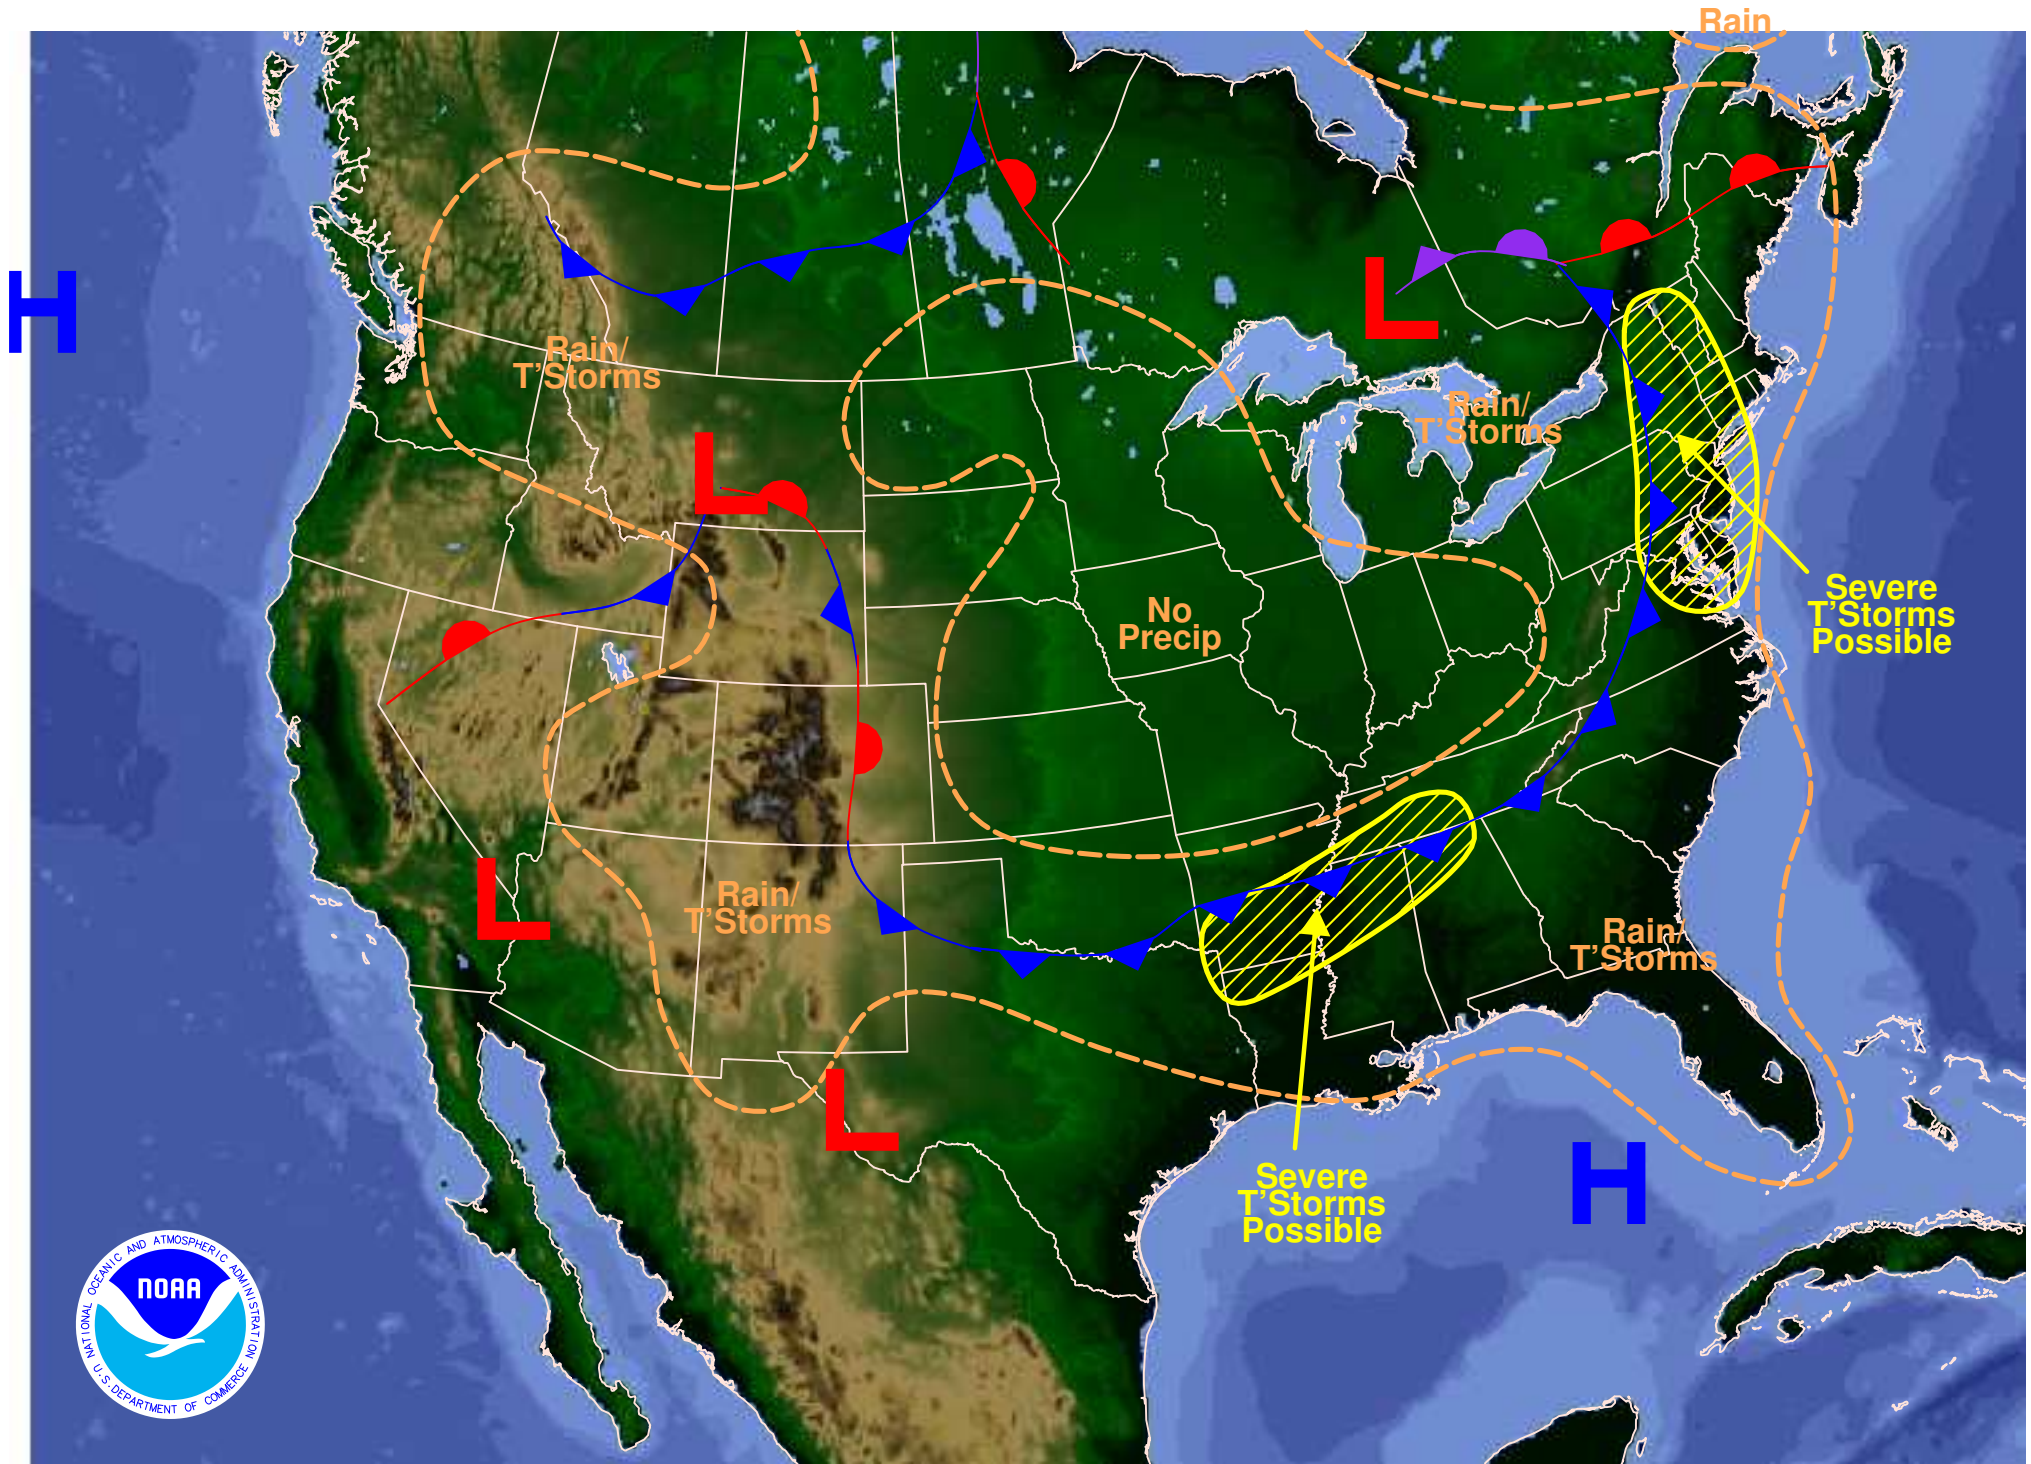 Rain
H
L
Rain/
T'Storms
Rain/
T'Storms
L
No
Precip
Severe
T'Storms
Possible
L
Rain/
T'Storms
Rain/
T'Storms
L
Severe
T'Storms
Possible
H
NATIONAL OCEANIC AND ATMOSPHERIC ADMINISTRATION
NOAA
U.S. DEPARTMENT OF COMMERCE